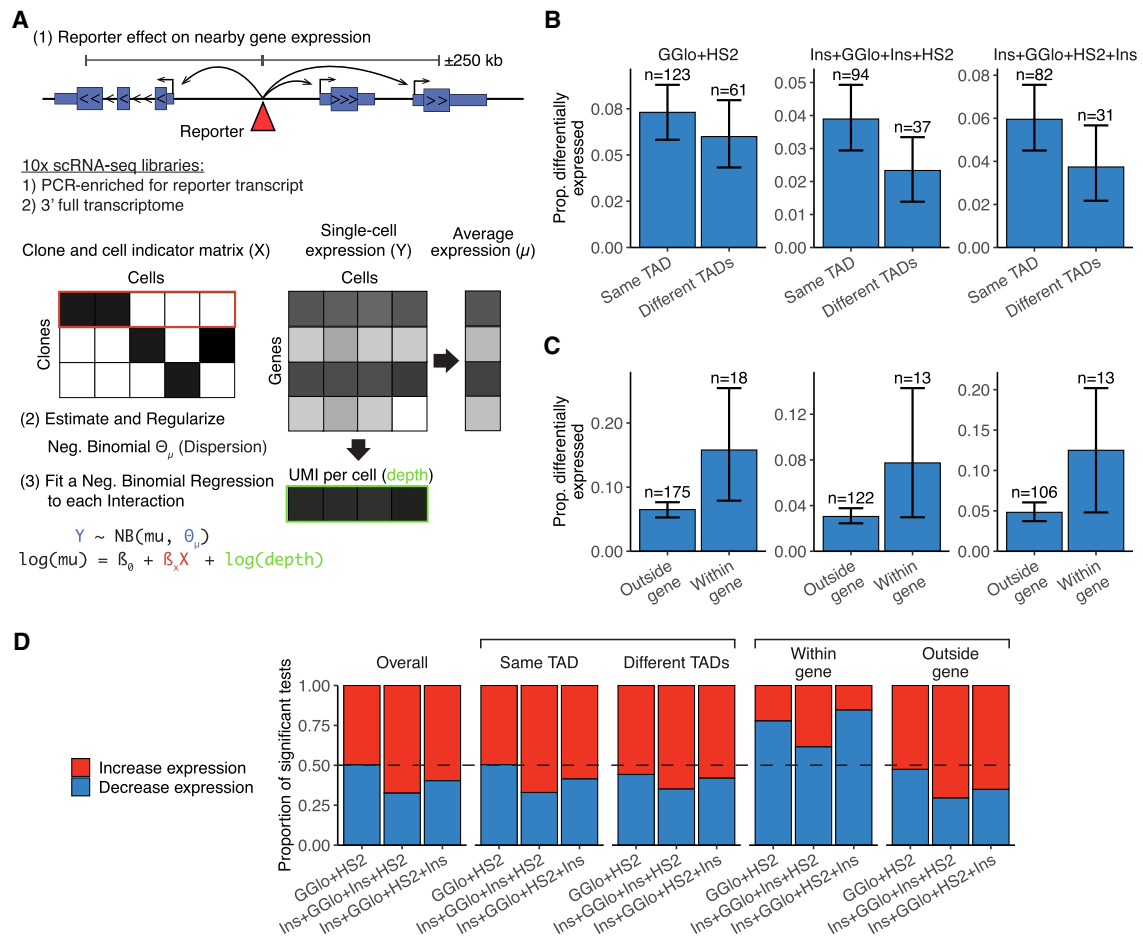 A
(1) Reporter effect on nearby gene expression
±250 kb
Reporter
10x scRNA-seq libraries:
1) PCR-enriched for reporter transcript
2) 3’ full transcriptome
Clone and cell indicator matrix (X)
Cells
Clones
Single-cell
expression (Y)
Cells
Genes
Average
expression (µ)
(2) Estimate and Regularize
Neg. Binomial Θµ (Dispersion)
UMI per cell (depth)
(3) Fit a Neg. Binomial Regression
to each Interaction
Y ~ NB(mu, Θµ)
log(mu) = ß0 + ßxX + log(depth)
B
Prop. differentially
expressed
GGlo+HS2
n=123
n=61
0.08
0.05
0.02
0.00
Same TAD
Different TADs
Ins+GGlo+Ins+HS2
n=94
n=37
0.05
0.04
0.03
0.02
0.01
0.00
Same TAD
Different TADs
Ins+GGlo+HS2+Ins
n=82
n=31
0.08
0.06
0.04
0.02
0.00
Same TAD
Different TADs
C
Prop. differentially
expressed
n=175
n=18
0.20
0.10
0.00
Outside
gene
Within
gene
n=122
n=13
0.12
0.08
0.04
0.00
Outside
gene
Within
gene
n=106
n=13
0.20
0.15
0.10
0.05
0.00
Outside
gene
Within
gene
D
Increase expression
Decrease expression
Proportion of significant tests
1.00
0.75
0.50
0.25
0.00
Overall
GGlo+HS2
Ins+GGlo+Ins+HS2
Ins+GGlo+HS2+Ins
Same TAD
GGlo+HS2
Ins+GGlo+Ins+HS2
Ins+GGlo+HS2+Ins
Different TADs
GGlo+HS2
Ins+GGlo+Ins+HS2
Ins+GGlo+HS2+Ins
Within
gene
GGlo+HS2
Ins+GGlo+Ins+HS2
Ins+GGlo+HS2+Ins
Outside
gene
GGlo+HS2
Ins+GGlo+Ins+HS2
Ins+GGlo+HS2+Ins